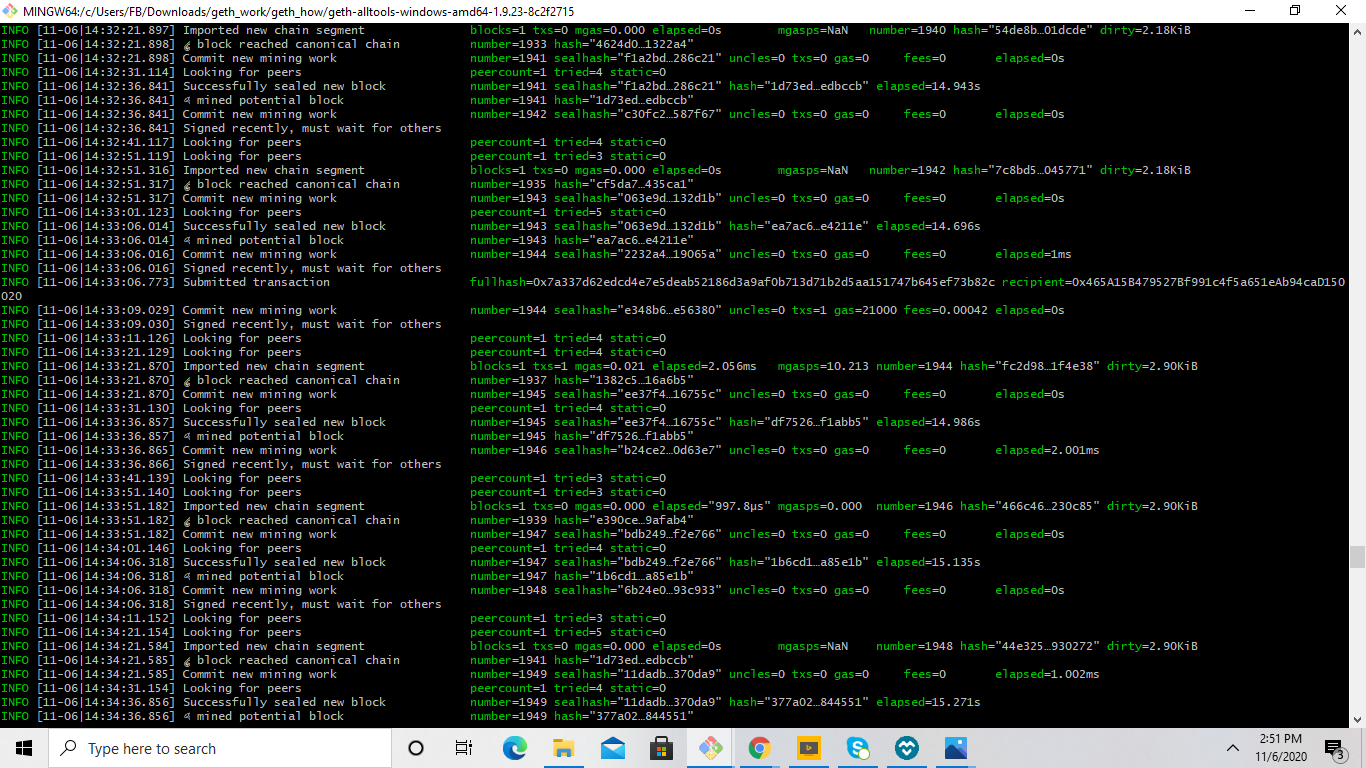 MINGW64:/c/Users/FB/Downloads/geth_work/geth_how/geth-alltools-windows-amd64-1.9.23-8c2f2715
INFO [11-06|14:32:21.897] Imported new chain segment blocks=1 txs=0 mgas=0.000 elapsed=0s mgasps=NaN number=1940 hash="54de8b…01dcde" dirty=2.18KiB
INFO [11-06|14:32:21.898] block reached canonical chain number=1933 hash="4624d0…1322a4"
INFO [11-06|14:32:21.898] Commit new mining work number=1941 sealhash="f1a2bd…286c21" uncles=0 txs=0 gas=0 fees=0 elapsed=0s
INFO [11-06|14:32:31.114] Looking for peers peercount=1 tried=4 static=0
INFO [11-06|14:32:36.841] Successfully sealed new block number=1941 sealhash="f1a2bd…286c21" hash="1d73ed…edbccb" elapsed=14.943s
INFO [11-06|14:32:36.841] mined potential block number=1941 hash="1d73ed…edbccb"
INFO [11-06|14:32:36.841] Commit new mining work number=1942 sealhash="c30fc2…587f67" uncles=0 txs=0 gas=0 fees=0 elapsed=0s
INFO [11-06|14:32:36.841] Signed recently, must wait for others
INFO [11-06|14:32:41.117] Looking for peers peercount=1 tried=4 static=0
INFO [11-06|14:32:51.119] Looking for peers peercount=1 tried=3 static=0
INFO [11-06|14:32:51.316] Imported new chain segment blocks=1 txs=0 mgas=0.000 elapsed=0s mgasps=NaN number=1942 hash="7c8bd5…045771" dirty=2.18KiB
INFO [11-06|14:32:51.317] block reached canonical chain number=1935 hash="cf5da7…435ca1"
INFO [11-06|14:32:51.317] Commit new mining work number=1943 sealhash="063e9d…132d1b" uncles=0 txs=0 gas=0 fees=0 elapsed=0s
INFO [11-06|14:33:01.123] Looking for peers peercount=1 tried=5 static=0
INFO [11-06|14:33:06.014] Successfully sealed new block number=1943 sealhash="063e9d…132d1b" hash="ea7ac6…e4211e" elapsed=14.696s
INFO [11-06|14:33:06.014] mined potential block number=1943 hash="ea7ac6…e4211e"
INFO [11-06|14:33:06.016] Commit new mining work number=1944 sealhash="2232a4…19065a" uncles=0 txs=0 gas=0 fees=0 elapsed=1ms
INFO [11-06|14:33:06.016] Signed recently, must wait for others
INFO [11-06|14:33:06.773] Submitted transaction fullhash=0x7a337d62edcd4e7e5deab52186d3a9af0b713d71b2d5aa151747b645ef73b82c recipient=0x465A15B479527Bf991c4f5a651eAb94caD150
020
INFO [11-06|14:33:09.029] Commit new mining work number=1944 sealhash="e348b6…e56380" uncles=0 txs=1 gas=21000 fees=0.00042 elapsed=0s
INFO [11-06|14:33:09.030] Signed recently, must wait for others
INFO [11-06|14:33:11.126] Looking for peers peercount=1 tried=4 static=0
INFO [11-06|14:33:21.129] Looking for peers peercount=1 tried=4 static=0
INFO [11-06|14:33:21.870] Imported new chain segment blocks=1 txs=1 mgas=0.021 elapsed=2.056ms mgasps=10.213 number=1944 hash="fc2d98…1f4e38" dirty=2.90KiB
INFO [11-06|14:33:21.870] block reached canonical chain number=1937 hash="1382c5…16a6b5"
INFO [11-06|14:33:21.870] Commit new mining work number=1945 sealhash="ee37f4…16755c" uncles=0 txs=0 gas=0 fees=0 elapsed=0s
INFO [11-06|14:33:31.130] Looking for peers peercount=1 tried=4 static=0
INFO [11-06|14:33:36.857] Successfully sealed new block number=1945 sealhash="ee37f4…16755c" hash="df7526…f1abb5" elapsed=14.986s
INFO [11-06|14:33:36.857] mined potential block number=1945 hash="df7526…f1abb5"
INFO [11-06|14:33:36.865] Commit new mining work number=1946 sealhash="b24ce2…0d63e7" uncles=0 txs=0 gas=0 fees=0 elapsed=2.001ms
INFO [11-06|14:33:36.866] Signed recently, must wait for others
INFO [11-06|14:33:41.139] Looking for peers peercount=1 tried=3 static=0
INFO [11-06|14:33:51.140] Looking for peers peercount=1 tried=3 static=0
INFO [11-06|14:33:51.182] Imported new chain segment blocks=1 txs=0 mgas=0.000 elapsed="997.8µs" mgasps=0.000 number=1946 hash="466c46…230c85" dirty=2.90KiB
INFO [11-06|14:33:51.182] block reached canonical chain number=1939 hash="e390ce…9afab4"
INFO [11-06|14:33:51.182] Commit new mining work number=1947 sealhash="bdb249…f2e766" uncles=0 txs=0 gas=0 fees=0 elapsed=0s
INFO [11-06|14:34:01.146] Looking for peers peercount=1 tried=4 static=0
INFO [11-06|14:34:06.318] Successfully sealed new block number=1947 sealhash="bdb249…f2e766" hash="1b6cd1…a85e1b" elapsed=15.135s
INFO [11-06|14:34:06.318] mined potential block number=1947 hash="1b6cd1…a85e1b"
INFO [11-06|14:34:06.318] Commit new mining work number=1948 sealhash="6b24e0…93c933" uncles=0 txs=0 gas=0 fees=0 elapsed=0s
INFO [11-06|14:34:06.318] Signed recently, must wait for others
INFO [11-06|14:34:11.152] Looking for peers peercount=1 tried=3 static=0
INFO [11-06|14:34:21.154] Looking for peers peercount=1 tried=5 static=0
INFO [11-06|14:34:21.584] Imported new chain segment blocks=1 txs=0 mgas=0.000 elapsed=0s mgasps=NaN number=1948 hash="44e325…930272" dirty=2.90KiB
INFO [11-06|14:34:21.585] block reached canonical chain number=1941 hash="1d73ed…edbccb"
INFO [11-06|14:34:21.585] Commit new mining work number=1949 sealhash="11dadb…370da9" uncles=0 txs=0 gas=0 fees=0 elapsed=1.002ms
INFO [11-06|14:34:31.154] Looking for peers peercount=1 tried=4 static=0
INFO [11-06|14:34:36.856] Successfully sealed new block number=1949 sealhash="11dadb…370da9" hash="377a02…844551" elapsed=15.271s
INFO [11-06|14:34:36.856] mined potential block number=1949 hash="377a02…844551"
Type here to search
2:51 PM
11/6/2020
3